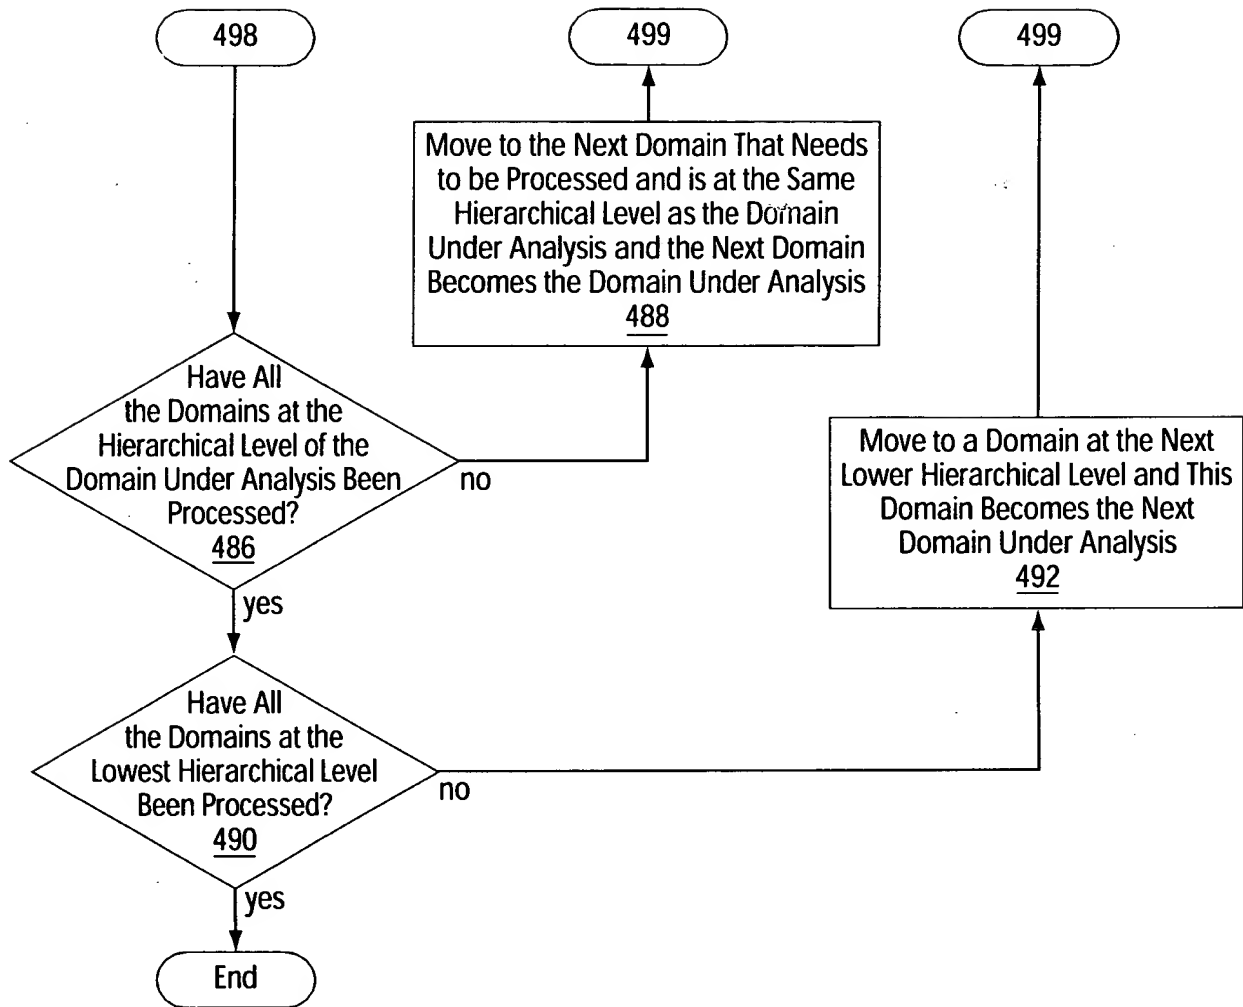 498
499
499
Move to the Next Domain That Needs
to be Processed and is at the Same
Hierarchical Level as the Domain
Under Analysis and the Next Domain
Becomes the Domain Under Analysis
488
Have All
the Domains at the
Hierarchical Level of the
Domain Under Analysis Been
Processed?
486
no
yes
Move to a Domain at the Next
Lower Hierarchical Level and This
Domain Becomes the Next
Domain Under Analysis
492
Have All
the Domains at the
Lowest Hierarchical Level
Been Processed?
490
no
yes
End